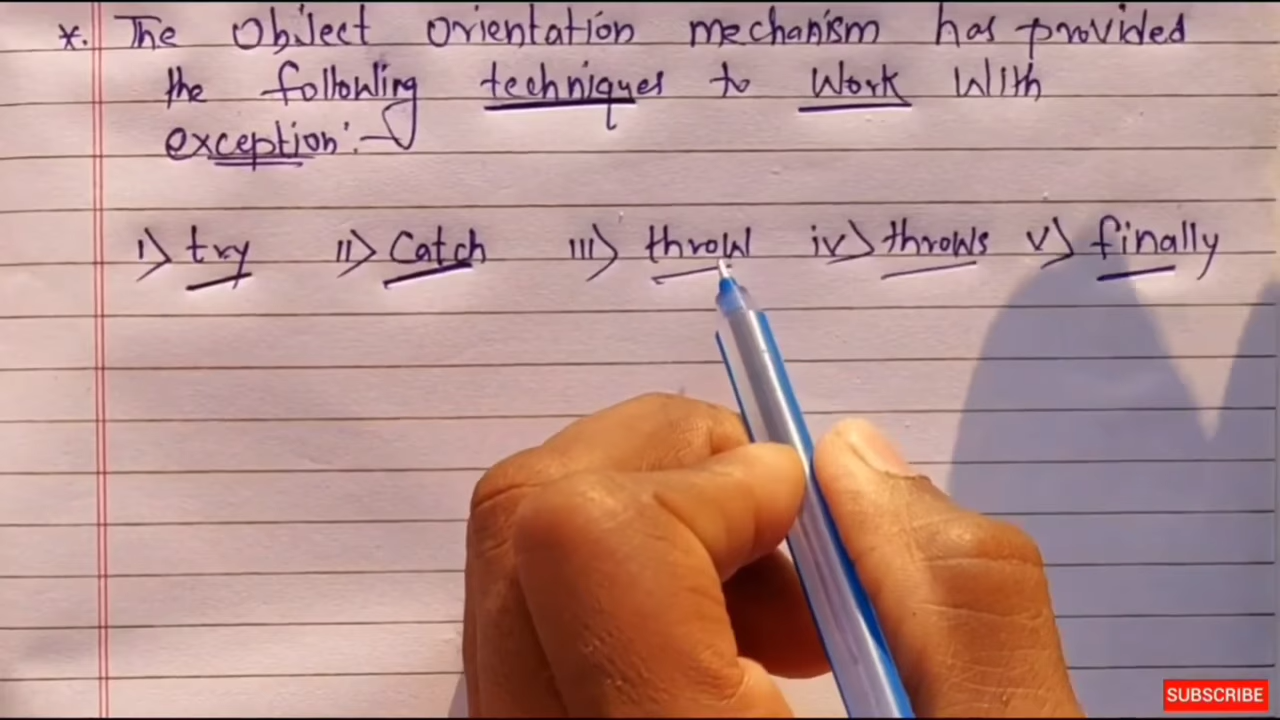 *. The Object orientation mechanism has provided
the following techniques to Work With
exception:-
i) try ii) Catch iii) throw iv) throws v) finally
SUBSCRIBE